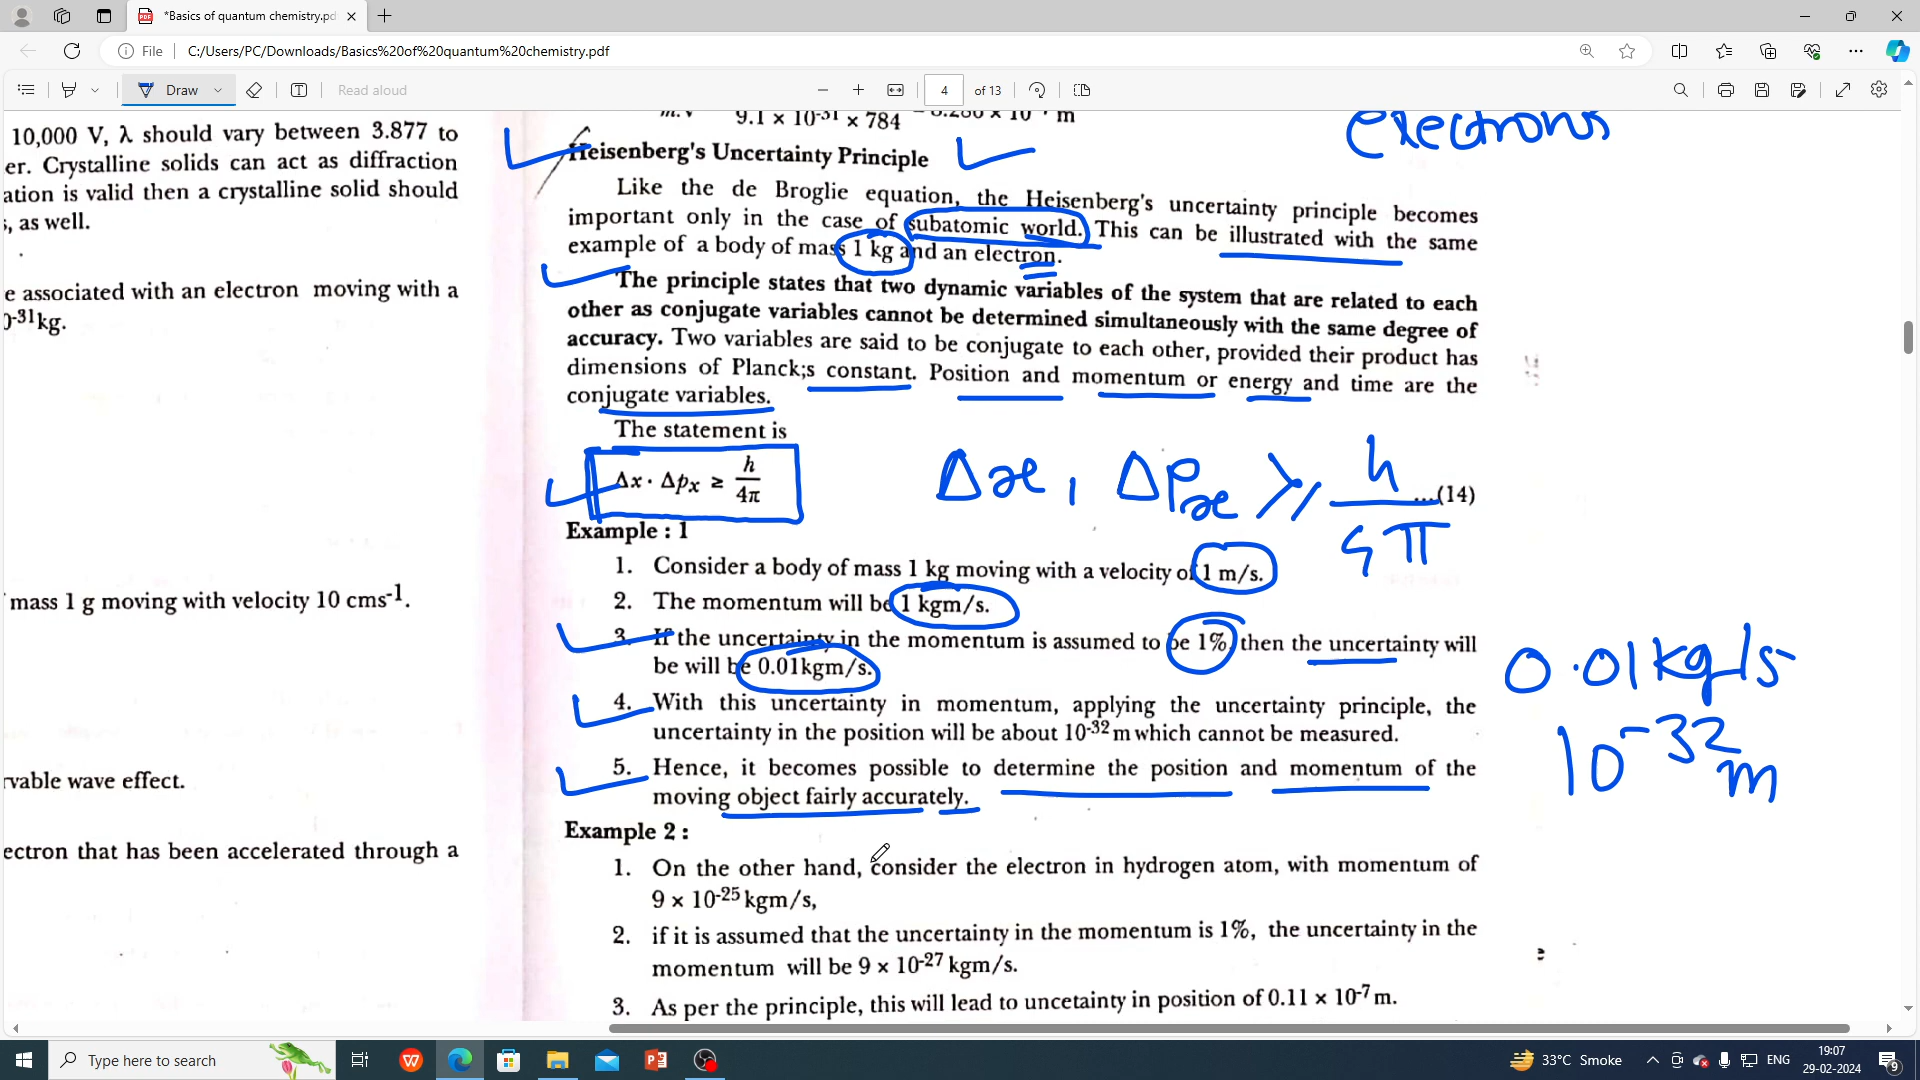 *Basics of quantum chemistry.pd
File
C:/Users/PC/Downloads/Basics%20of%20quantum%20chemistry.pdf
Draw
Read aloud
4
of 13
10,000 V, λ should vary between 3.877 to
er. Crystalline solids can act as diffraction
ation is valid then a crystalline solid should
s, as well.
e associated with an electron moving with a
0-31kg.
mass 1 g moving with velocity 10 cms-1.
rvable wave effect.
ectron that has been accelerated through a
m.v
9.1 × 10-31 × 784
electrons
Heisenberg's Uncertainty Principle
Like the de Broglie equation, the Heisenberg's uncertainty principle becomes
important only in the case of subatomic world. This can be illustrated with the same
example of a body of mass 1 kg and an electron.
The principle states that two dynamic variables of the system that are related to each
other as conjugate variables cannot be determined simultaneously with the same degree of
accuracy. Two variables are said to be conjugate to each other, provided their product has
dimensions of Planck;s constant. Position and momentum or energy and time are the
conjugate variables.
The statement is
Δx · Δpx ≥ h/4π
Δx, Δpx ≥ h/4π
...(14)
Example : 1
1. Consider a body of mass 1 kg moving with a velocity of 1 m/s.
2. The momentum will be 1 kgm/s.
3. If the uncertainty in the momentum is assumed to be 1% then the uncertainty will
be will be 0.01kgm/s.
0.01kg/s
4. With this uncertainty in momentum, applying the uncertainty principle, the
uncertainty in the position will be about 10-32 m which cannot be measured.
10-32 m
5. Hence, it becomes possible to determine the position and momentum of the
moving object fairly accurately.
Example 2 :
1. On the other hand, consider the electron in hydrogen atom, with momentum of
9 × 10-25 kgm/s,
2. if it is assumed that the uncertainty in the momentum is 1%, the uncertainty in the
momentum will be 9 × 10-27 kgm/s.
3. As per the principle, this will lead to uncetainty in position of 0.11 × 10-7 m.
Type here to search
33°C Smoke
ENG
19:07
29-02-2024
9